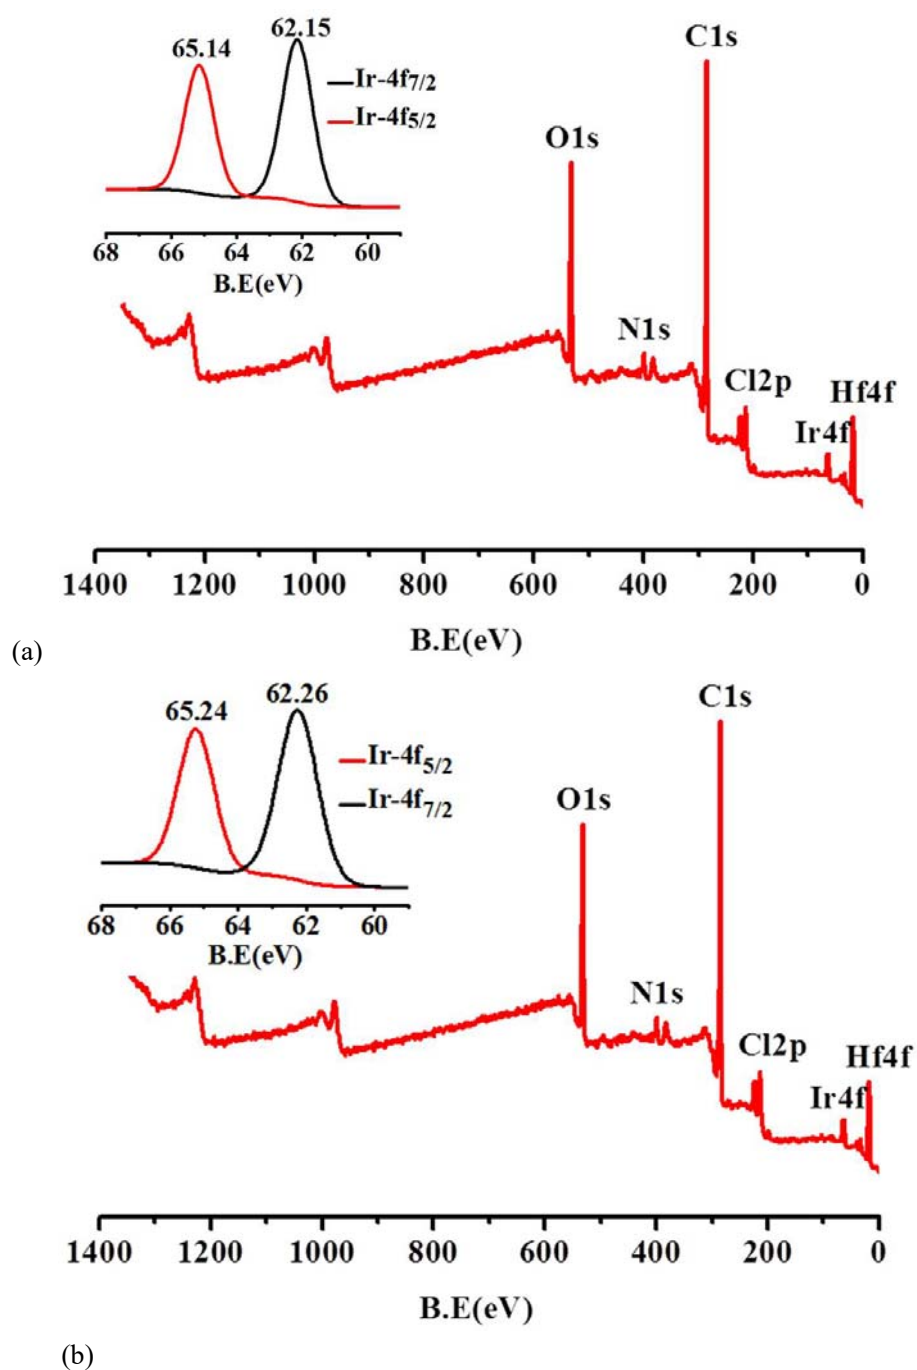 62.15
65.14
Ir-4f7/2
Ir-4f5/2
68 66 64 62 60
B.E(eV)
C1s
O1s
N1s
Cl2p
Hf4f
Ir4f
1400 1200 1000 800 600 400 200 0
B.E(eV)
(a)
62.26
65.24
Ir-4f5/2
Ir-4f7/2
68 66 64 62 60
B.E(eV)
C1s
O1s
N1s
Cl2p
Hf4f
Ir4f
1400 1200 1000 800 600 400 200 0
B.E(eV)
(b)